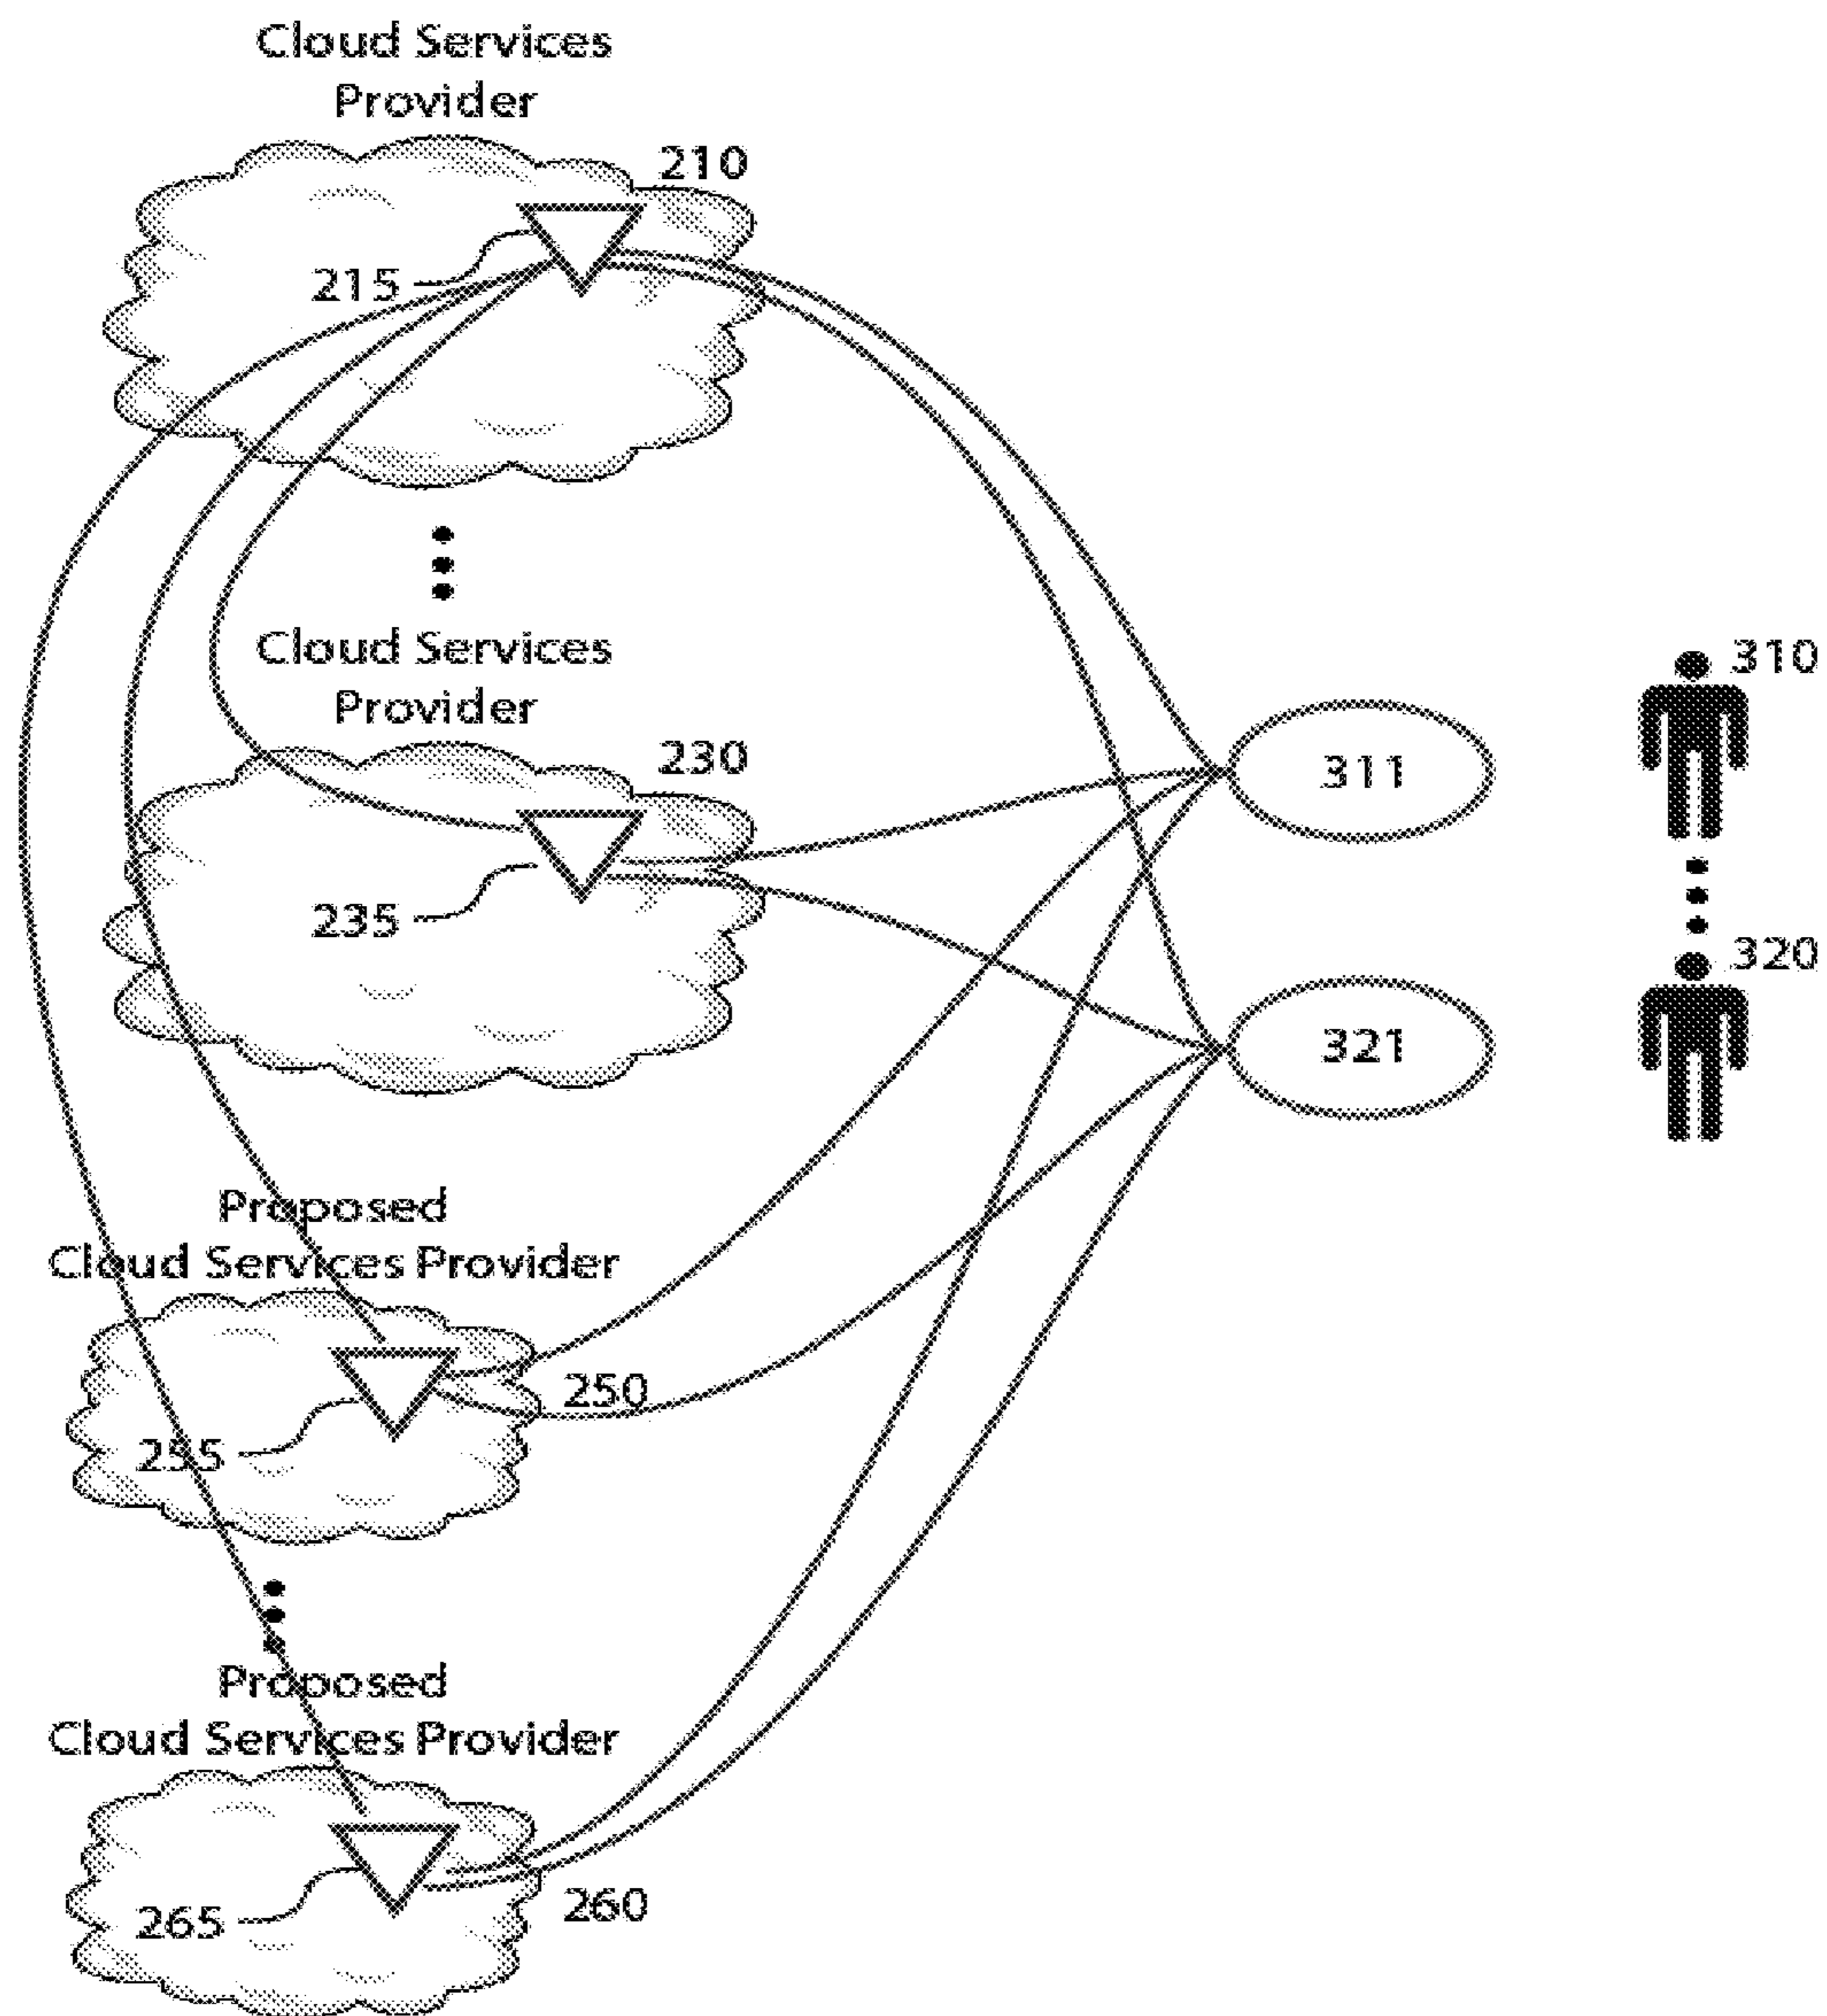 Cloud Services
Provider
210
215
Cloud Services
Provider
230
235
310
311
320
321
Proposed
Cloud Services Provider
250
255
Proposed
Cloud Services Provider
260
265